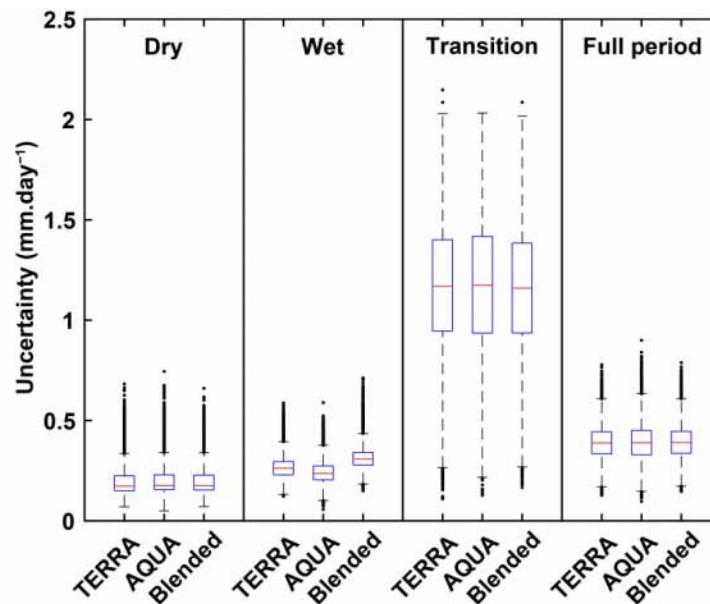 2.5
Dry Wet Transition Full period
2
1.5
1
0.5
0
Uncertainty (mm.day⁻¹)
TERRA AQUA Blended TERRA AQUA Blended TERRA AQUA Blended TERRA AQUA Blended